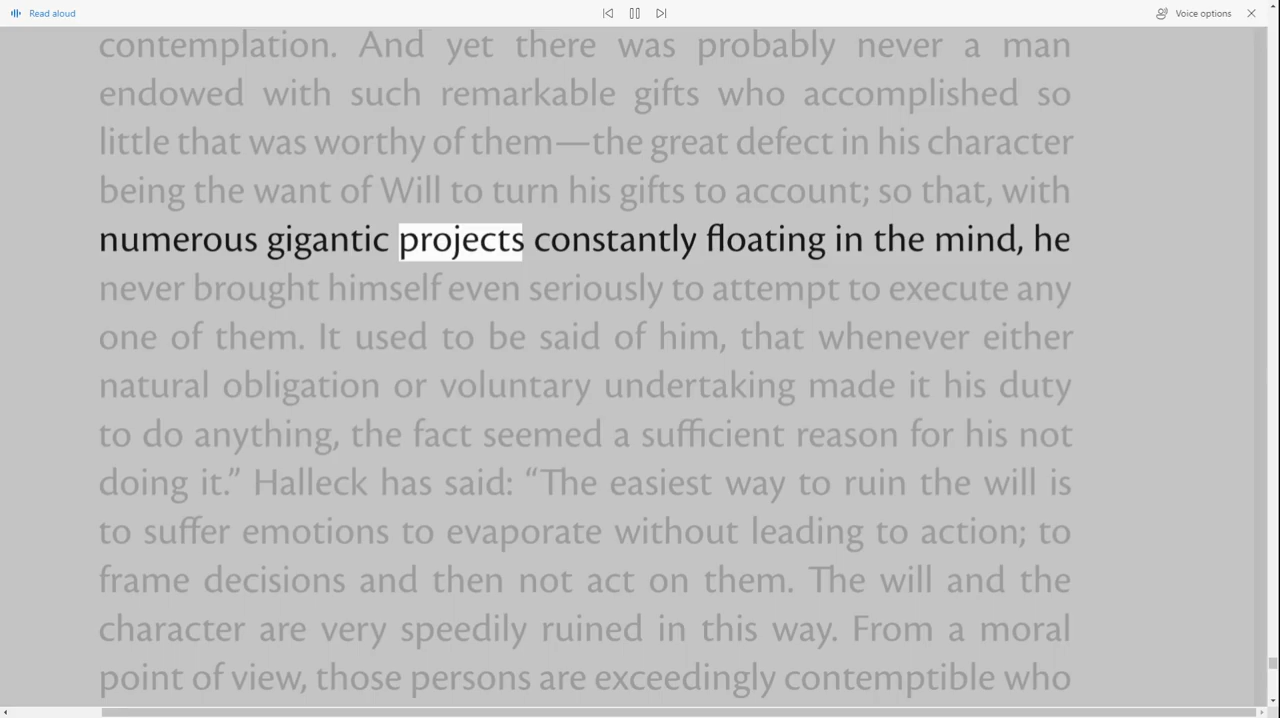 Read aloud
Voice options
contemplation. And yet there was probably never a man
endowed with such remarkable gifts who accomplished so
little that was worthy of them—the great defect in his character
being the want of Will to turn his gifts to account; so that, with
numerous gigantic projects constantly floating in the mind, he
never brought himself even seriously to attempt to execute any
one of them. It used to be said of him, that whenever either
natural obligation or voluntary undertaking made it his duty
to do anything, the fact seemed a sufficient reason for his not
doing it.” Halleck has said: “The easiest way to ruin the will is
to suffer emotions to evaporate without leading to action; to
frame decisions and then not act on them. The will and the
character are very speedily ruined in this way. From a moral
point of view, those persons are exceedingly contemptible who